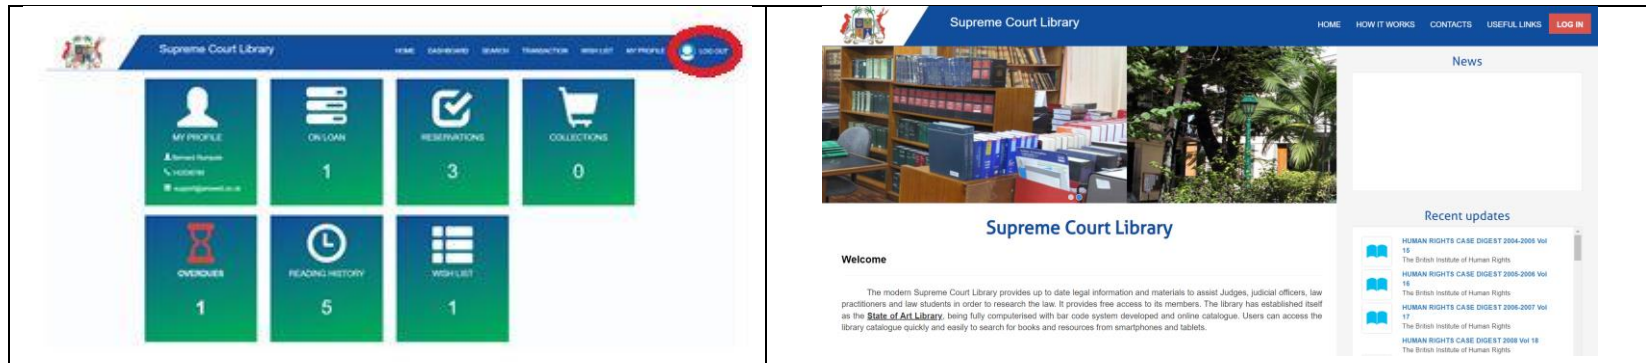 Supreme Court Library
HOME DASHBOARD SEARCH TRANSACTION WISH LIST MY PROFILE LOG OUT
MY PROFILE
ON LOAN
1
RESERVATIONS
3
COLLECTIONS
0
OVERDUES
1
READING HISTORY
5
WISH LIST
1
Supreme Court Library
HOME HOW IT WORKS CONTACTS USEFUL LINKS LOG IN
Supreme Court Library
Welcome
The modern Supreme Court Library provides up to date legal information and materials to assist Judges, judicial officers, law
practitioners and law students in order to research the law. It provides free access to its members. The library has established itself
as the State of Art Library, being fully computerised with bar code system developed and online catalogue. Users can access the
library catalogue quickly and easily to search for books and resources from smartphones and tablets.
News
Recent updates
HUMAN RIGHTS CASE DIGEST 2004-2005 Vol
15
The British Institute of Human Rights
HUMAN RIGHTS CASE DIGEST 2005-2006 Vol
16
The British Institute of Human Rights
HUMAN RIGHTS CASE DIGEST 2006-2007 Vol
17
The British Institute of Human Rights
HUMAN RIGHTS CASE DIGEST 2008 Vol 18
The British Institute of Human Rights